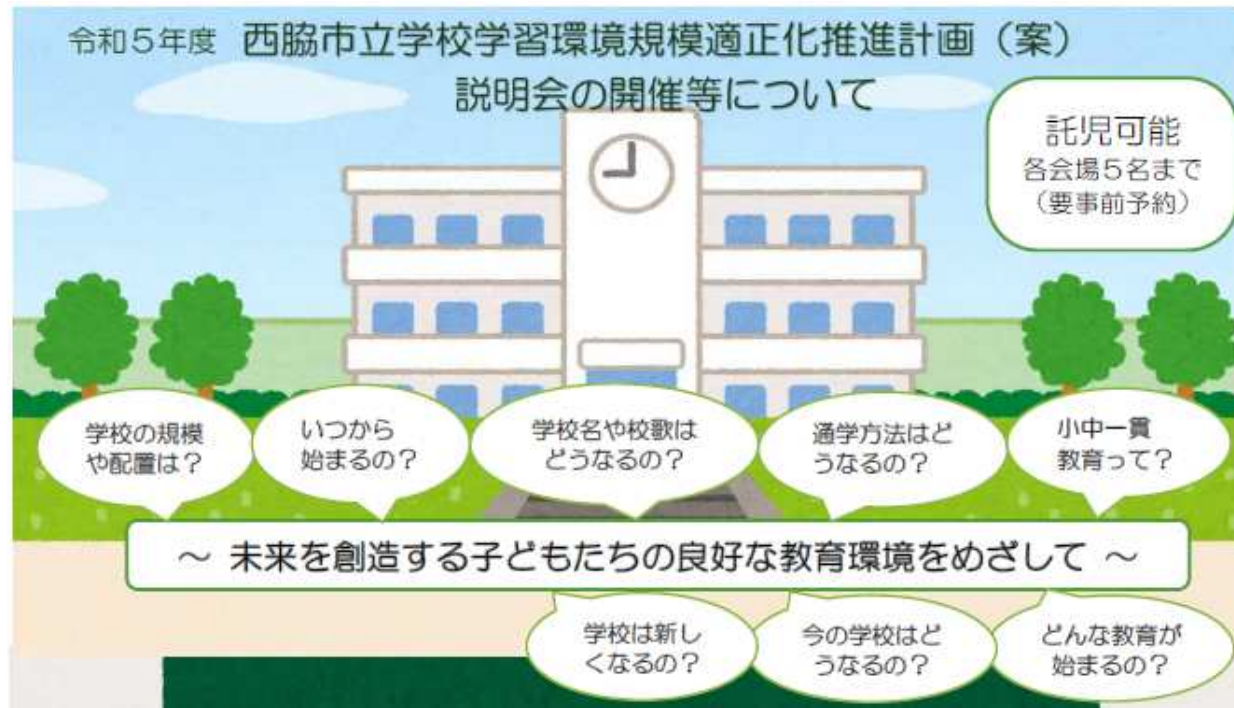 令和５年度 西脇市立学校学習環境規模適正化推進計画（案）
説明会の開催等について
託児可能
各会場５名まで
（要事前予約）
学校の規模
や配置は？
いつから
始まるの？
学校名や校歌は
どうなるの？
通学方法はど
うなるの？
小中一貫
教育って？
～ 未来を創造する子どもたちの良好な教育環境をめざして ～
学校は新し
くなるの？
今の学校はど
うなるの？
どんな教育が
始まるの？